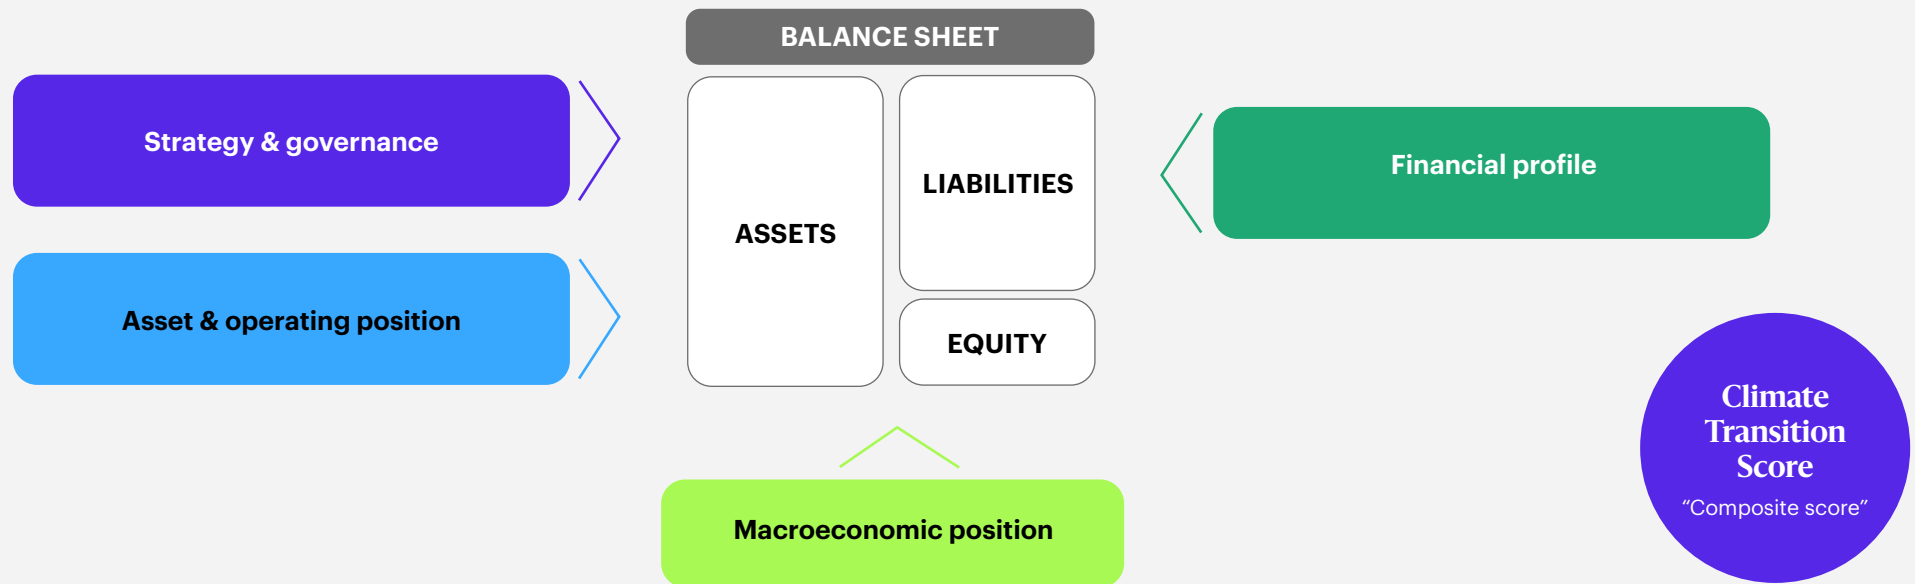 BALANCE SHEET
Strategy & governance
Financial profile
LIABILITIES
ASSETS
Asset & operating position
EQUITY
Climate
Transition
Score
“Composite score”
Macroeconomic position